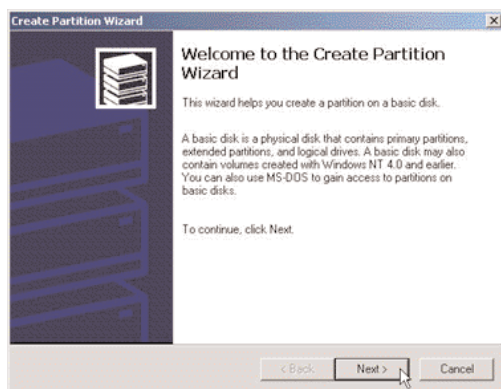 Create Partition Wizard
Welcome to the Create Partition
Wizard
This wizard helps you create a partition on a basic disk.
A basic disk is a physical disk that contains primary partitions,
extended partitions, and logical drives. A basic disk may also
contain volumes created with Windows NT 4.0 and earlier.
You can also use MS-DOS to gain access to partitions on
basic disks.
To continue, click Next.
< Back
Next >
Cancel